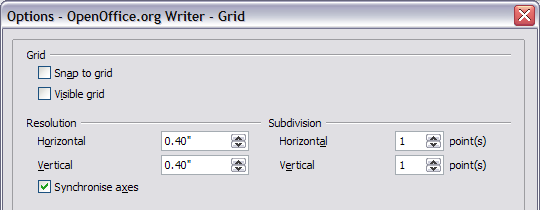 Options - OpenOffice.org Writer - Grid
Grid
Snap to grid
Visible grid
Resolution Subdivision
Horizontal 0.40" Horizontal 1 point(s)
Vertical 0.40" Vertical 1 point(s)
Synchronise axes